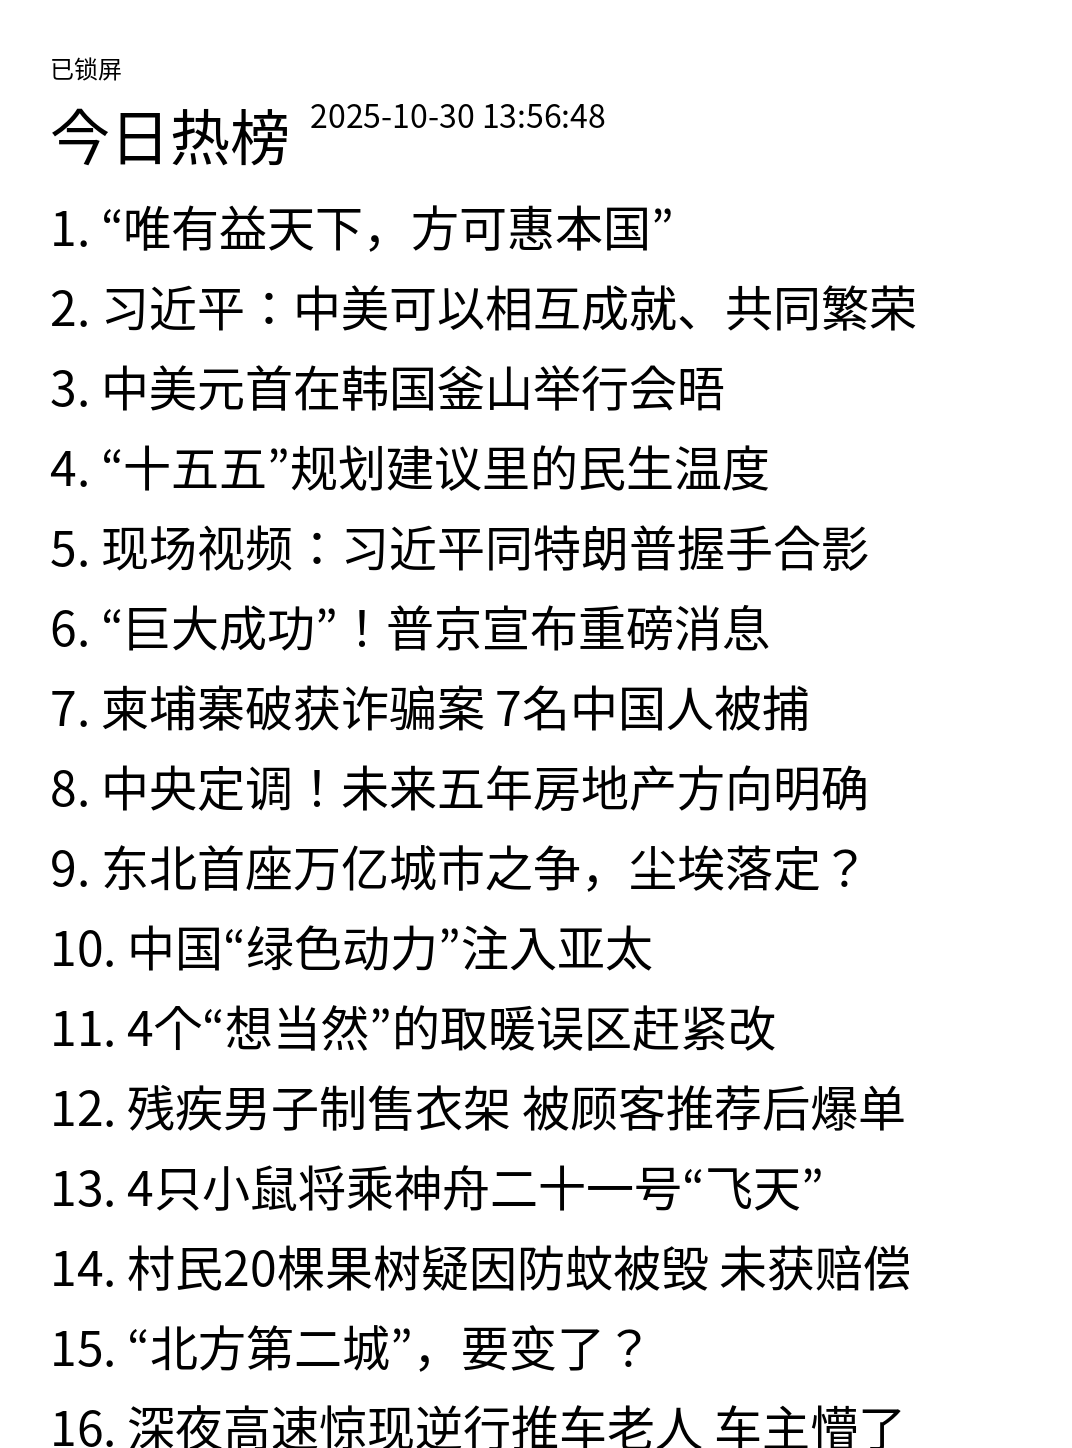 已锁屏
今日热榜 2025-10-30 13:56:48
1. “唯有益天下，方可惠本国”
2. 习近平：中美可以相互成就、共同繁荣
3. 中美元首在韩国釜山举行会晤
4. “十五五”规划建议里的民生温度
5. 现场视频：习近平同特朗普握手合影
6. “巨大成功”！普京宣布重磅消息
7. 柬埔寨破获诈骗案 7名中国人被捕
8. 中央定调！未来五年房地产方向明确
9. 东北首座万亿城市之争，尘埃落定？
10. 中国“绿色动力”注入亚太
11. 4个“想当然”的取暖误区赶紧改
12. 残疾男子制售衣架 被顾客推荐后爆单
13. 4只小鼠将乘神舟二十一号“飞天”
14. 村民20棵果树疑因防蚊被毁 未获赔偿
15. “北方第二城”，要变了？
16. 深夜高速惊现逆行推车老人 车主懵了